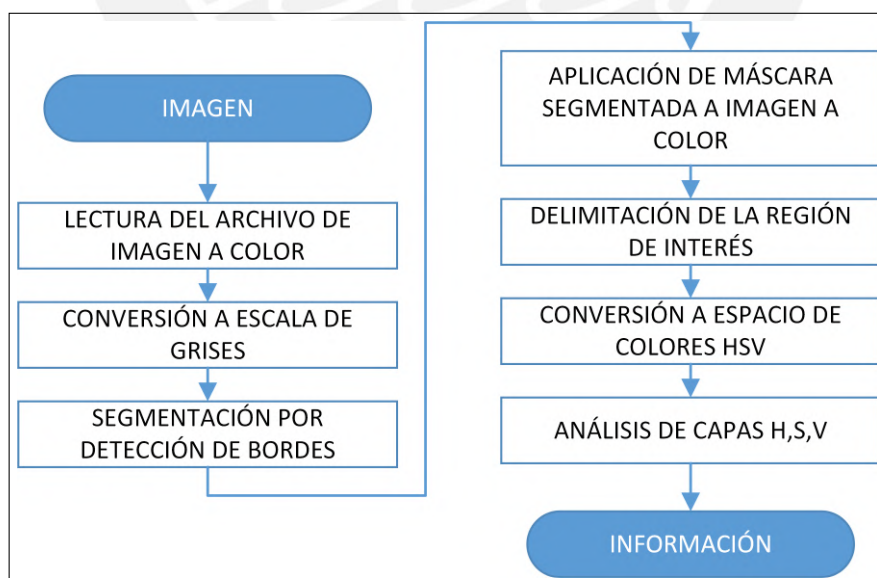 IMAGEN
LECTURA DEL ARCHIVO DE
IMAGEN A COLOR
CONVERSIÓN A ESCALA DE
GRISES
SEGMENTACIÓN POR
DETECCIÓN DE BORDES
APLICACIÓN DE MÁSCARA
SEGMENTADA A IMAGEN A
COLOR
DELIMITACIÓN DE LA REGIÓN
DE INTERÉS
CONVERSIÓN A ESPACIO DE
COLORES HSV
ANÁLISIS DE CAPAS H,S,V
INFORMACIÓN